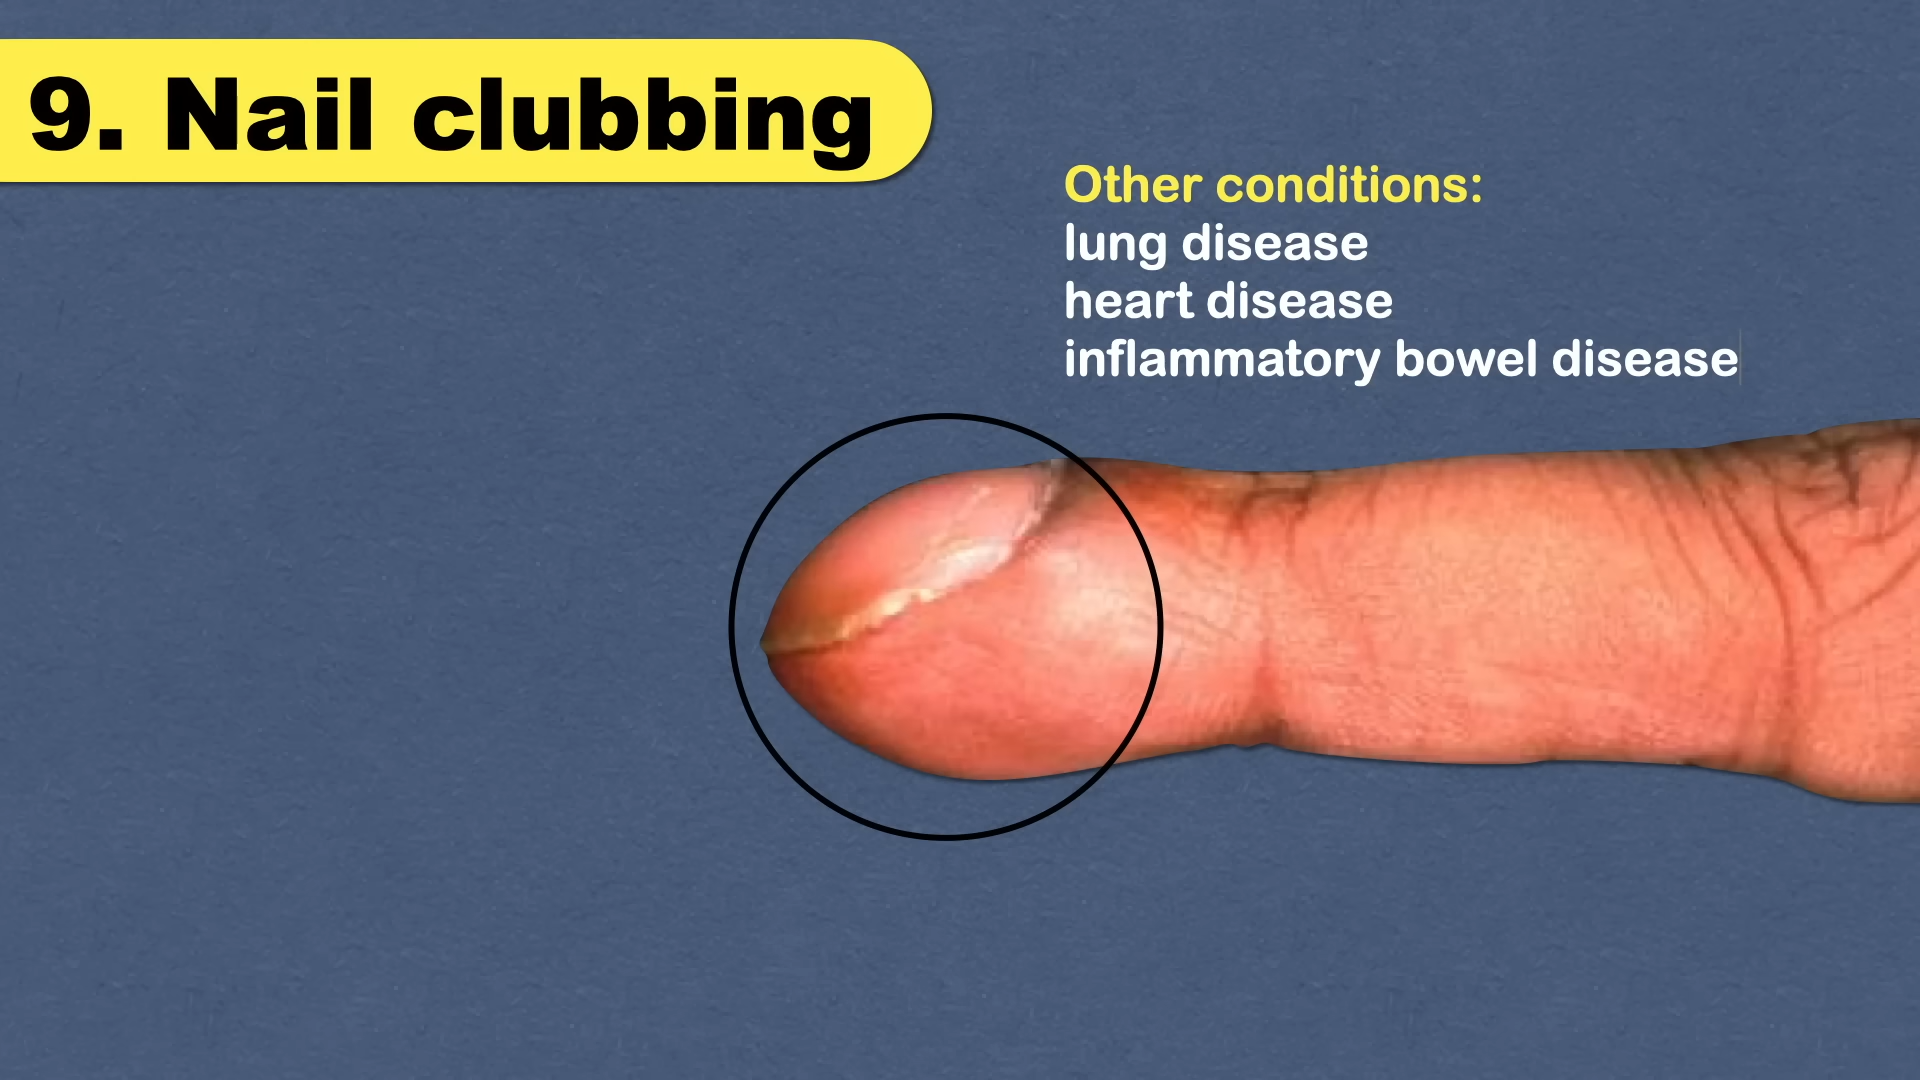 9. Nail clubbing
Other conditions:
lung disease
heart disease
inflammatory bowel disease